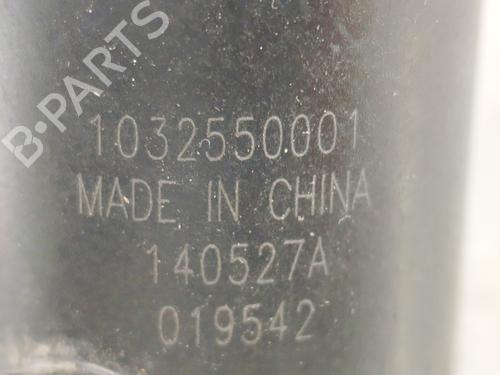 B-PARTS
1032550001
MADE IN CHINA
140527A
019542